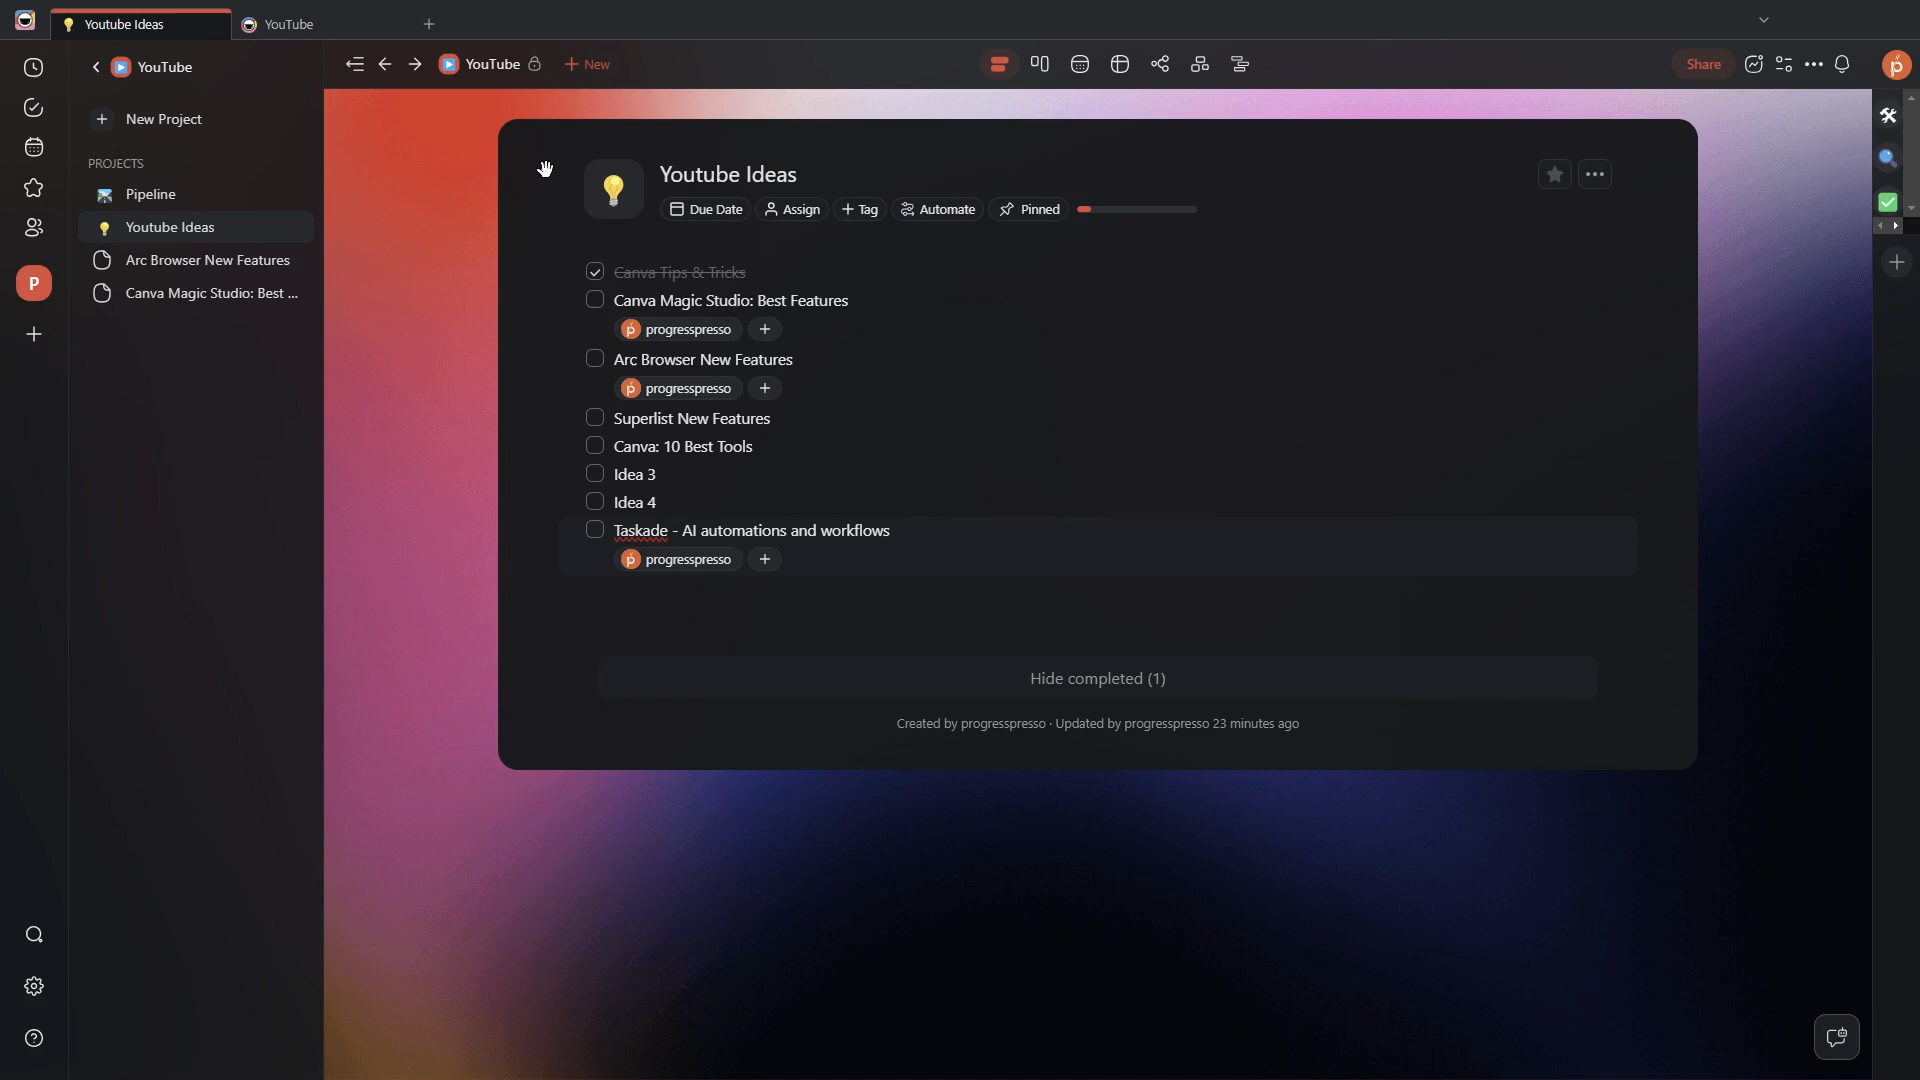 Youtube Ideas
YouTube
YouTube
New Project
PROJECTS
Pipeline
Youtube Ideas
Arc Browser New Features
Canva Magic Studio: Best ...
P
YouTube
New
Share
Youtube Ideas
Due Date
Assign
Tag
Automate
Pinned
Canva Tips & Tricks
Canva Magic Studio: Best Features
progresspresso
Arc Browser New Features
progresspresso
Superlist New Features
Canva: 10 Best Tools
Idea 3
Idea 4
Taskade - AI automations and workflows
progresspresso
Hide completed (1)
Created by progresspresso · Updated by progresspresso 23 minutes ago